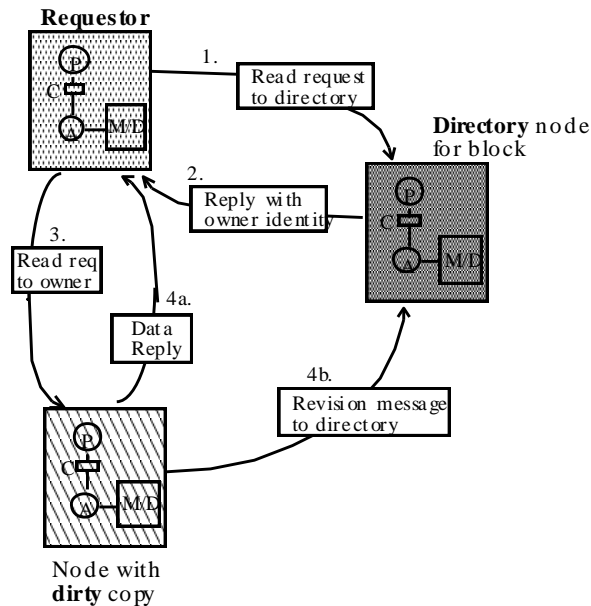 Requestor
P
C
A
M/D
1.
Read request
to directory
Directory node
for block
P
C
A
M/D
2.
Reply with
owner identity
3.
Read req
to owner
4a.
Data
Reply
4b.
Revision message
to directory
P
C
A
M/D
Node with
dirty copy